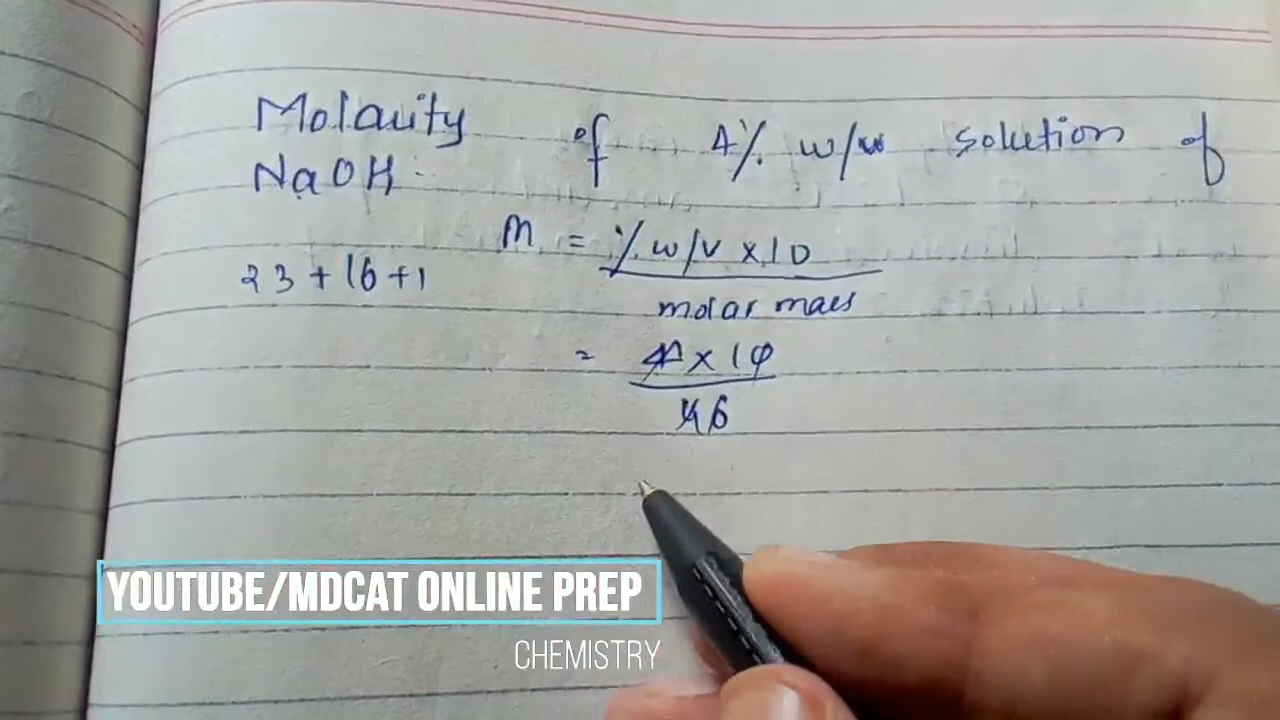 Molarity of 4% w/w solution of
NaOH
M = % w/v x 10
23 + 16 + 1
molar mass
= 4 x 10
40
YOUTUBE/MDCAT ONLINE PREP
CHEMISTRY